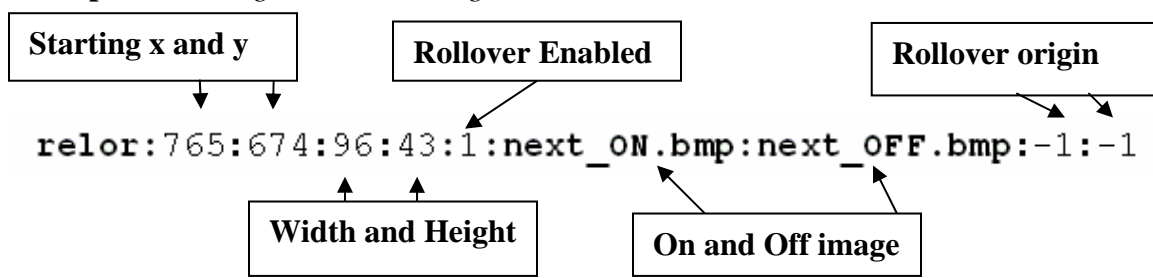 Starting x and y
Rollover Enabled
Rollover origin
relor:765:674:96:43:1:next_ON.bmp:next_OFF.bmp:-1:-1
Width and Height
On and Off image